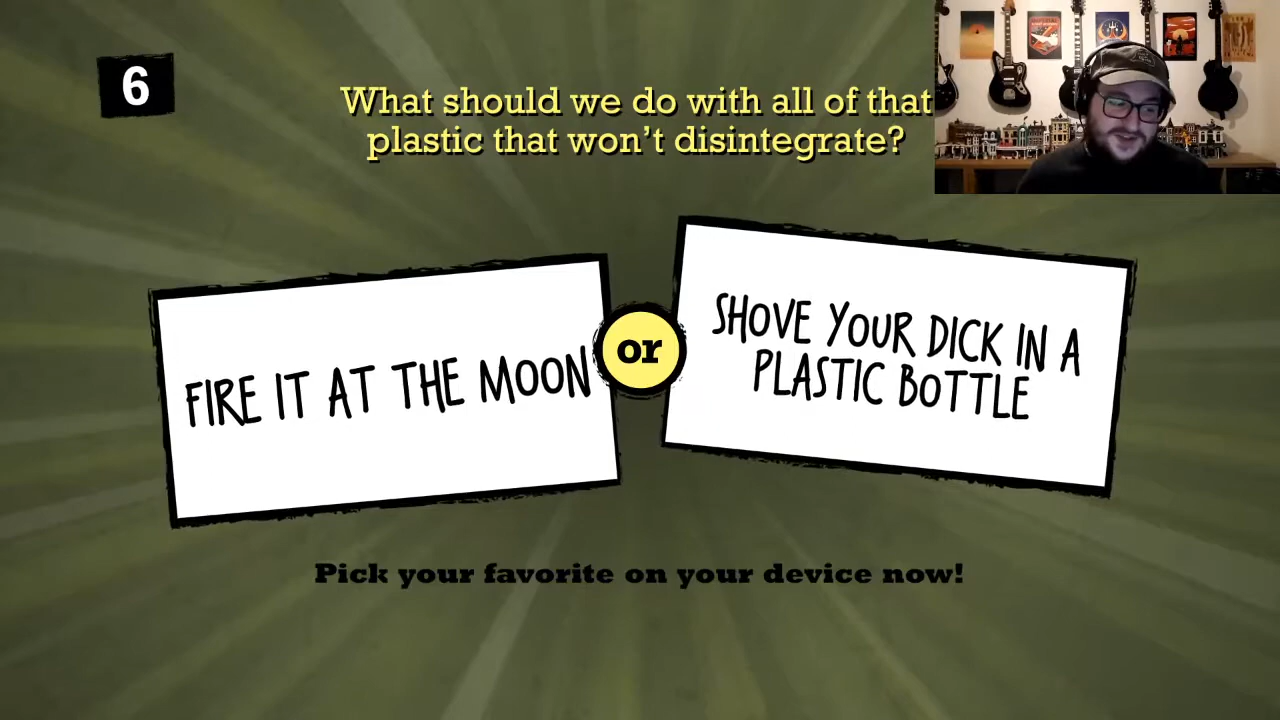 6
What should we do with all of that
plastic that won't disintegrate?
FIRE IT AT THE MOON
or
SHOVE YOUR DICK IN A
PLASTIC BOTTLE
Pick your favorite on your device now!